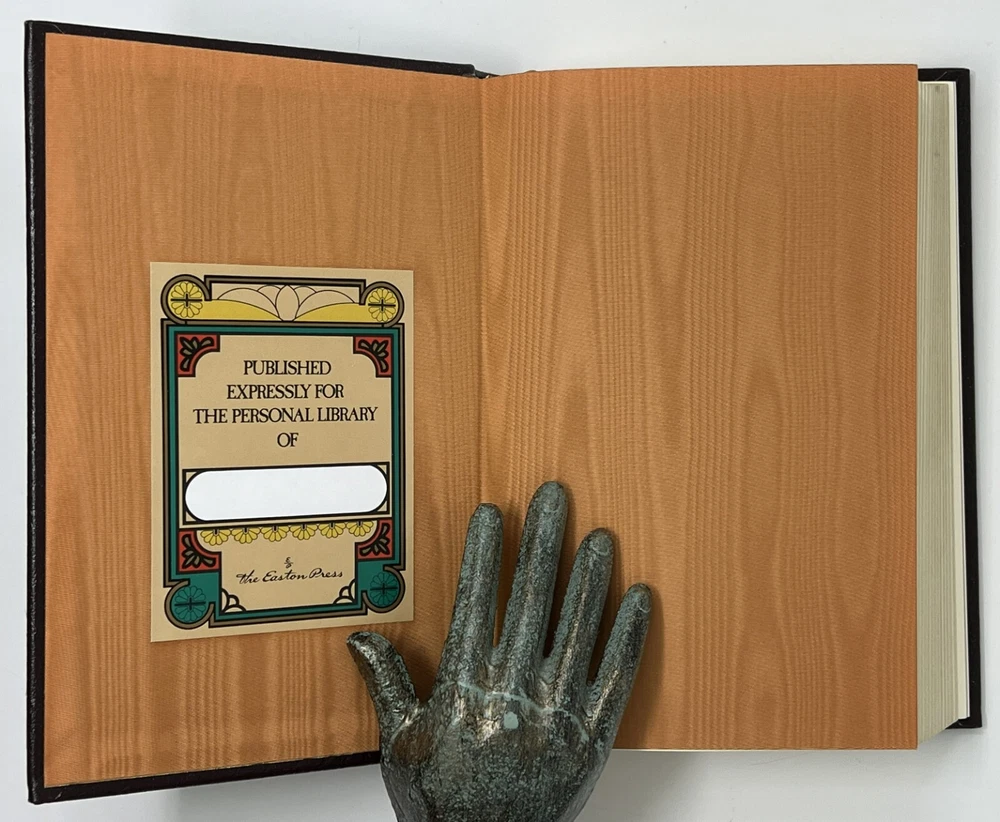 PUBLISHED
EXPRESSLY FOR
THE PERSONAL LIBRARY
OF
The Easton Press